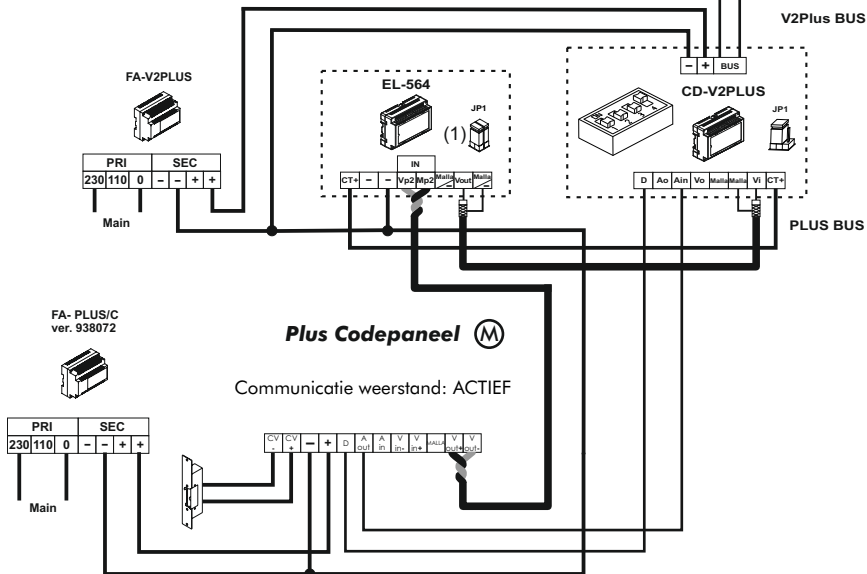 V2Plus BUS
- + BUS
FA-V2PLUS
EL-564
CD-V2PLUS
JP1
JP1
(1)
PRI SEC
230 110 0 - - + +
IN
CT+ - - Vp2 Mp2 Malla/- Vout Malla/-
D Ao Ain Vo Malla Malla Vi CT+
Main
PLUS BUS
FA- PLUS/C
ver. 938072
Plus Codepaneel M
Communicatie weerstand: ACTIEF
PRI SEC
230 110 0 - - + +
CV - CV + - + D A out A in V in- V in+ MALLA V out+ V out-
Main